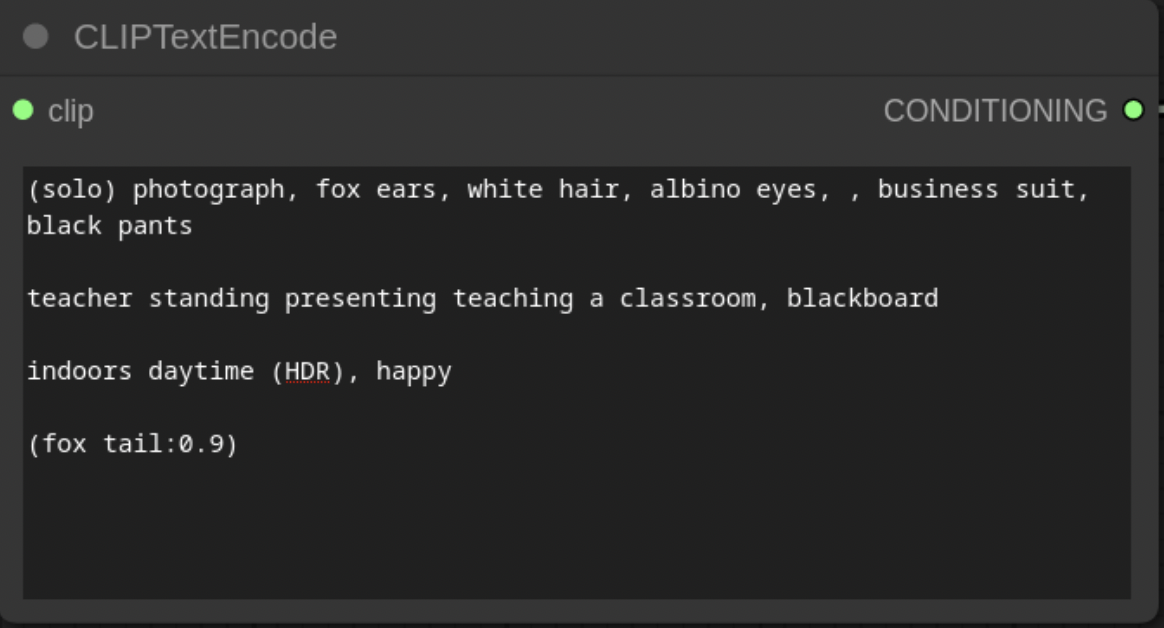 CLIPTextEncode
clip
CONDITIONING
(solo) photograph, fox ears, white hair, albino eyes, , business suit,
black pants
teacher standing presenting teaching a classroom, blackboard
indoors daytime (HDR), happy
(fox tail:0.9)